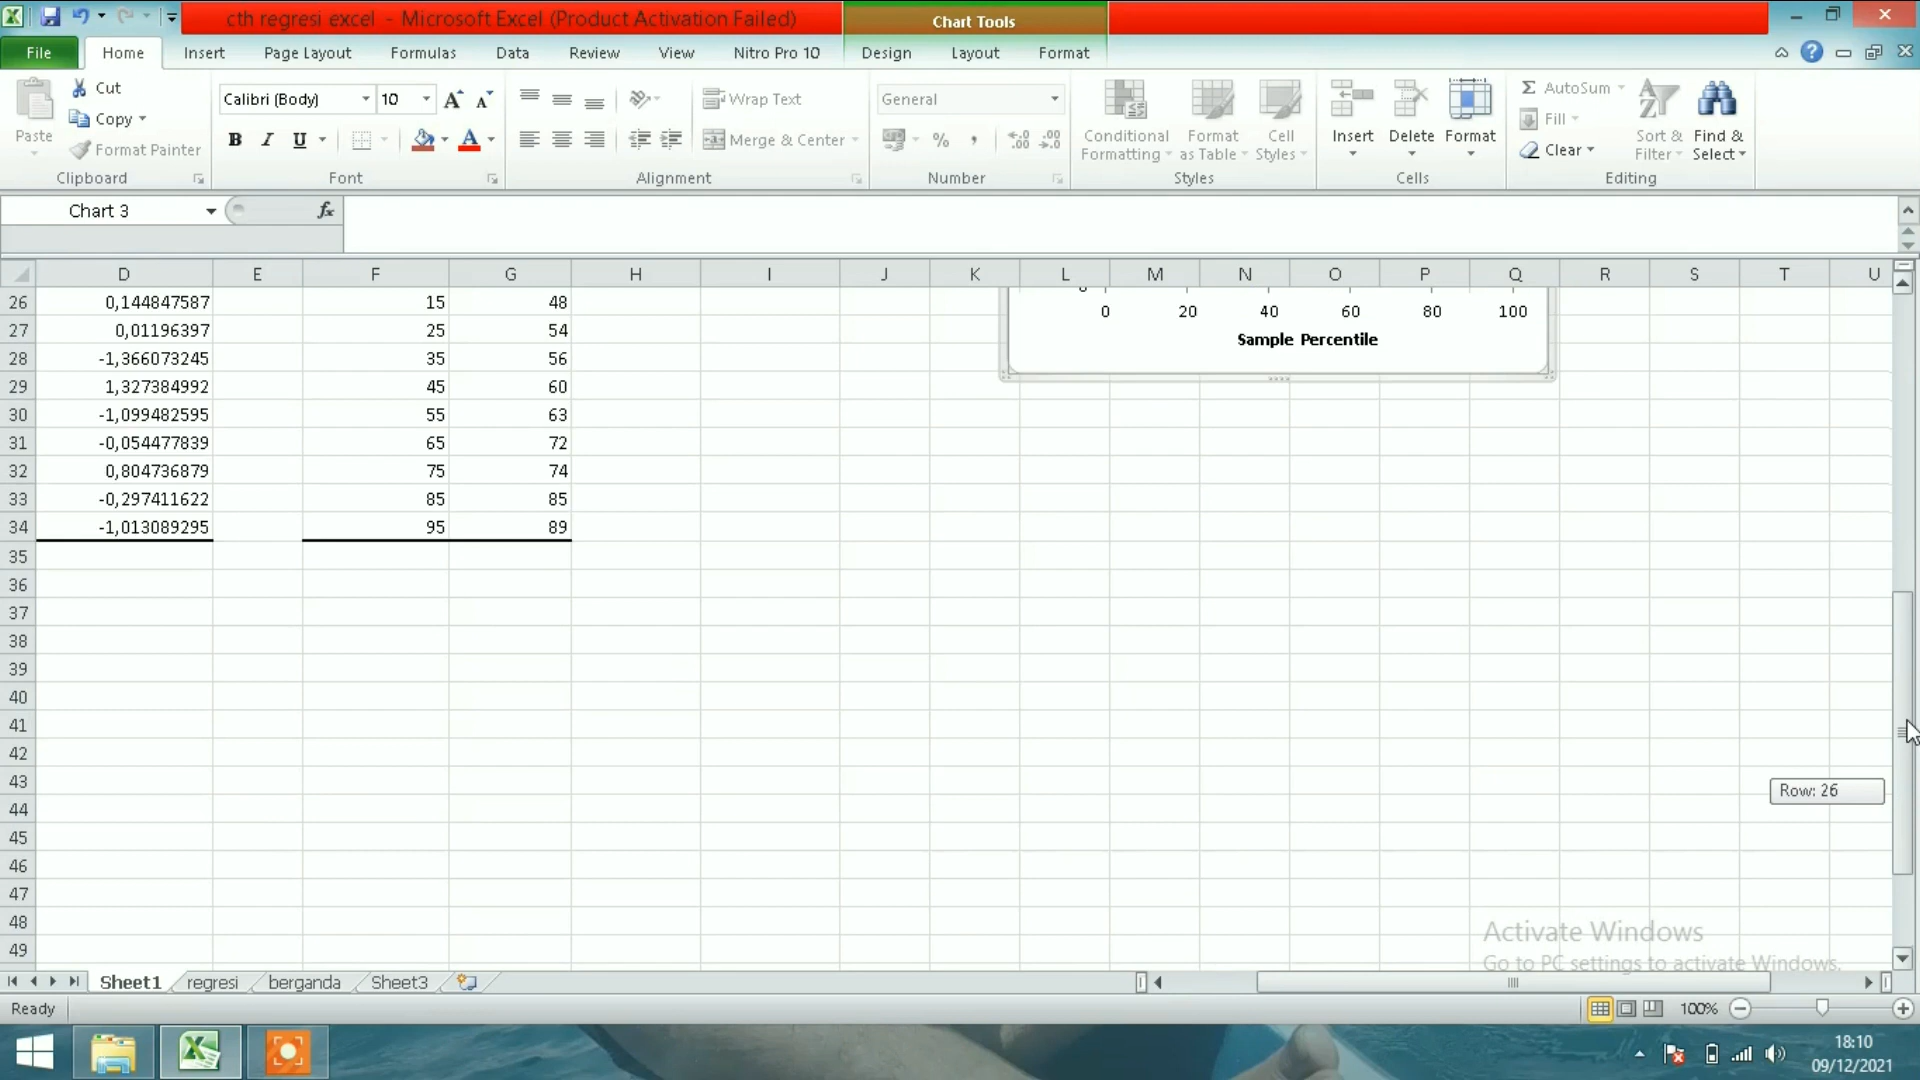 cth regresi excel - Microsoft Excel (Product Activation Failed)
Chart Tools
File Home Insert Page Layout Formulas Data Review View Nitro Pro 10 Design Layout Format
Paste
Cut
Copy
Format Painter
Clipboard
Calibri (Body) 10
B I U
Font
Wrap Text
Merge & Center
Alignment
General
%
Number
Conditional Formatting
Format as Table
Cell Styles
Styles
Insert Delete Format
Cells
Σ AutoSum
Fill
Clear
Sort & Filter
Find & Select
Editing
Chart 3 fx
D E F G H I J K L M N O P Q R S T U
26 0,144847587 15 48
27 0,01196397 25 54
28 -1,366073245 35 56
29 1,327384992 45 60
30 -1,099482595 55 63
31 -0,054477839 65 72
32 0,804736879 75 74
33 -0,297411622 85 85
34 -1,013089295 95 89
35
36
37
38
39
40
41
42
43
44
45
46
47
48
49
0 20 40 60 80 100
Sample Percentile
Row: 26
Activate Windows
Go to PC settings to activate Windows.
Sheet1 regresi berganda Sheet3
Ready
100%
18:10
09/12/2021